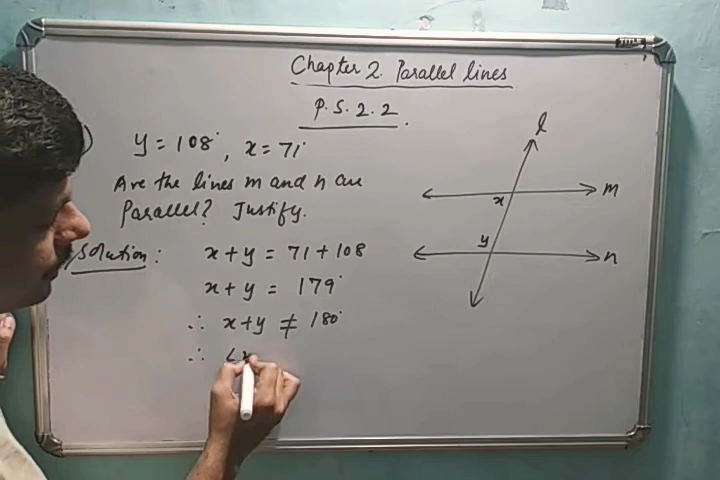 Chapter 2. Parallel lines
P.S. 2.2
)
y = 108°, x = 71°
Are the lines m and n are
Parallel? Justify.
Solution: x + y = 71 + 108
x + y = 179°
∴ x + y ≠ 180°
∴ ∠x
l
m
x
y
n